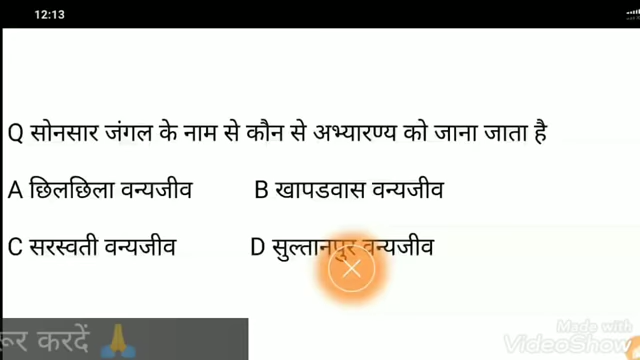 12:13
Q सोनसार जंगल के नाम से कौन से अभ्यारण्य को जाना जाता है
A छिलछिला वन्यजीव B खापडवास वन्यजीव
C सरस्वती वन्यजीव D सुल्तानपुर वन्यजीव
रूर करदें 🙏
Made with
VideoShow